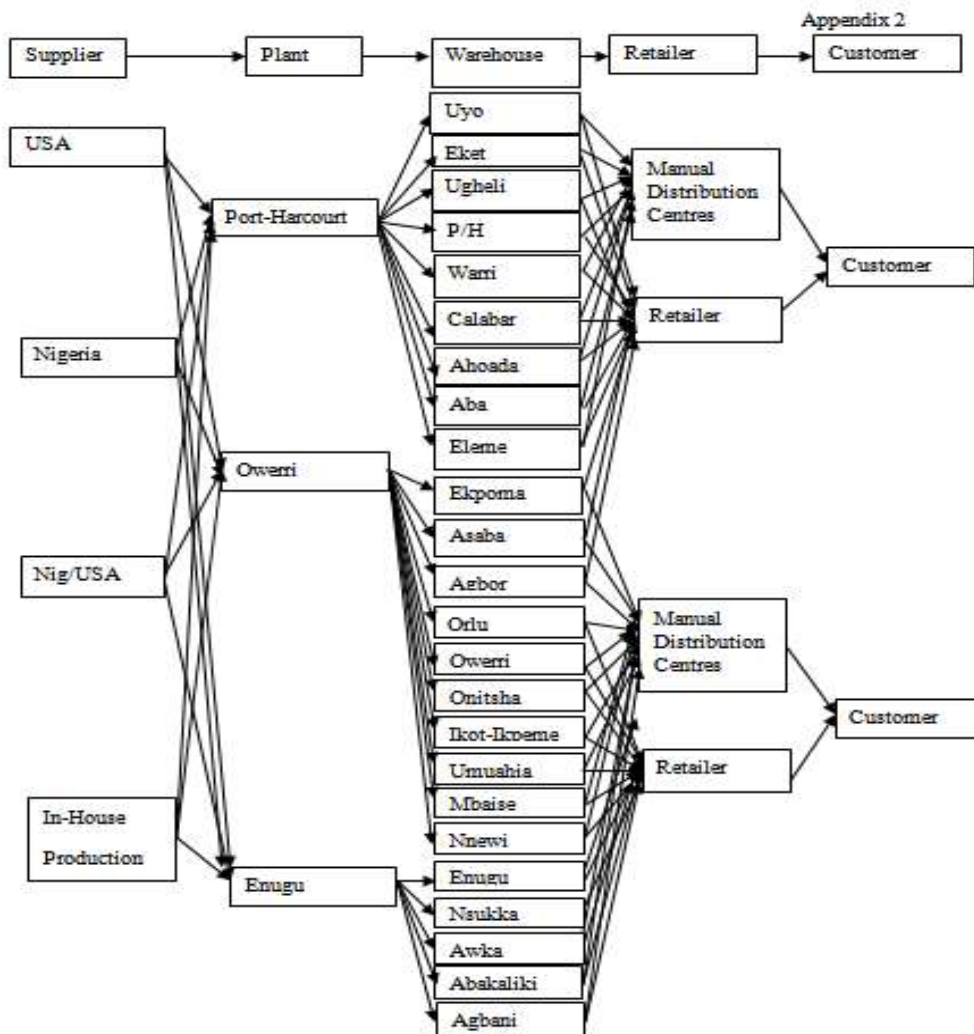 Appendix 2
Supplier
Plant
Warehouse
Retailer
Customer
USA
Nigeria
Nig/USA
In-House
Production
Port-Harcourt
Owerri
Enugu
Uyo
Eket
Ugheli
P/H
Warri
Calabar
Ahoada
Aba
Eleme
Ekpoma
Asaba
Agbor
Orlu
Owerri
Onitsha
Ikot-Ikpeme
Umuahia
Mbaise
Nnewi
Enugu
Nsukka
Awka
Abakaliki
Agbani
Manual
Distribution
Centres
Retailer
Manual
Distribution
Centres
Retailer
Customer
Customer